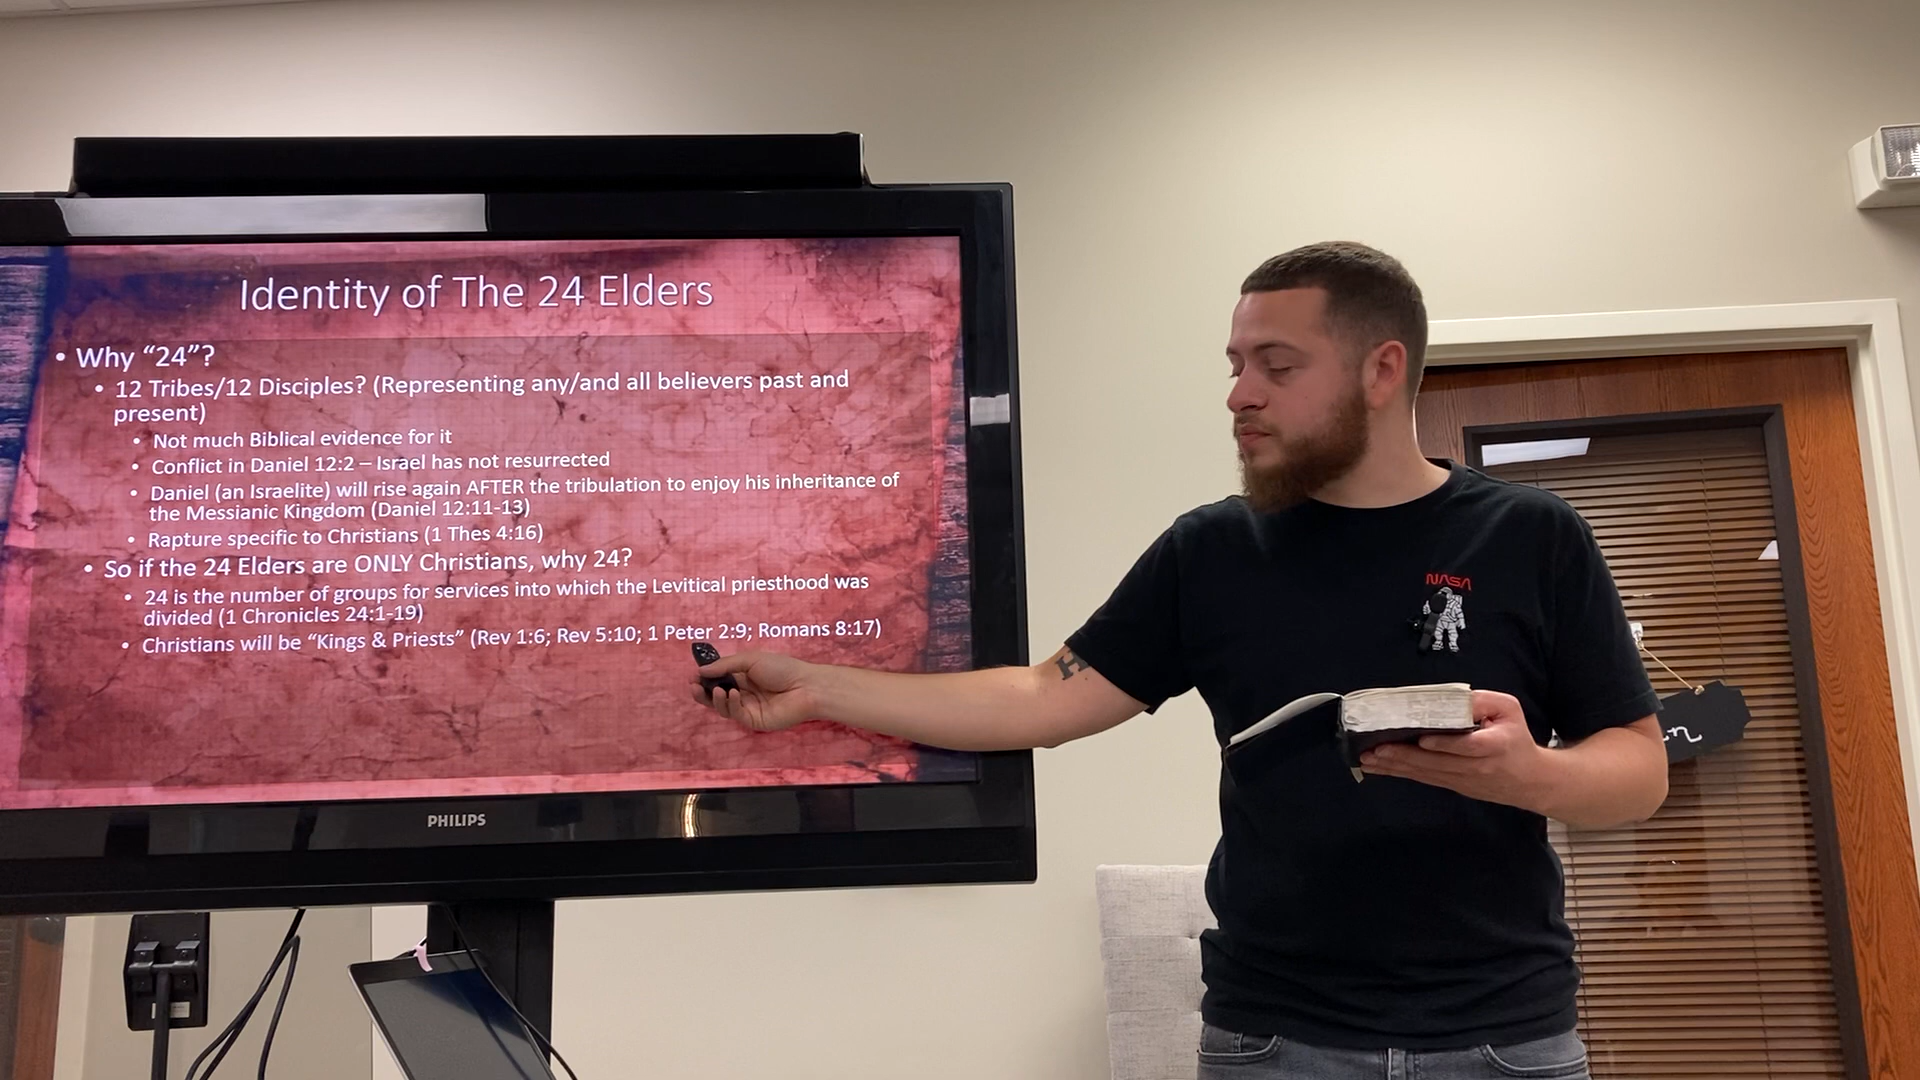 Identity of The 24 Elders
• Why “24”?
• 12 Tribes/12 Disciples? (Representing any/and all believers past and
present)
• Not much Biblical evidence for it
• Conflict in Daniel 12:2 – Israel has not resurrected
• Daniel (an Israelite) will rise again AFTER the tribulation to enjoy his inheritance of
the Messianic Kingdom (Daniel 12:11-13)
• Rapture specific to Christians (1 Thes 4:16)
• So if the 24 Elders are ONLY Christians, why 24?
• 24 is the number of groups for services into which the Levitical priesthood was
divided (1 Chronicles 24:1-19)
• Christians will be “Kings & Priests” (Rev 1:6; Rev 5:10; 1 Peter 2:9; Romans 8:17)
PHILIPS
NASA